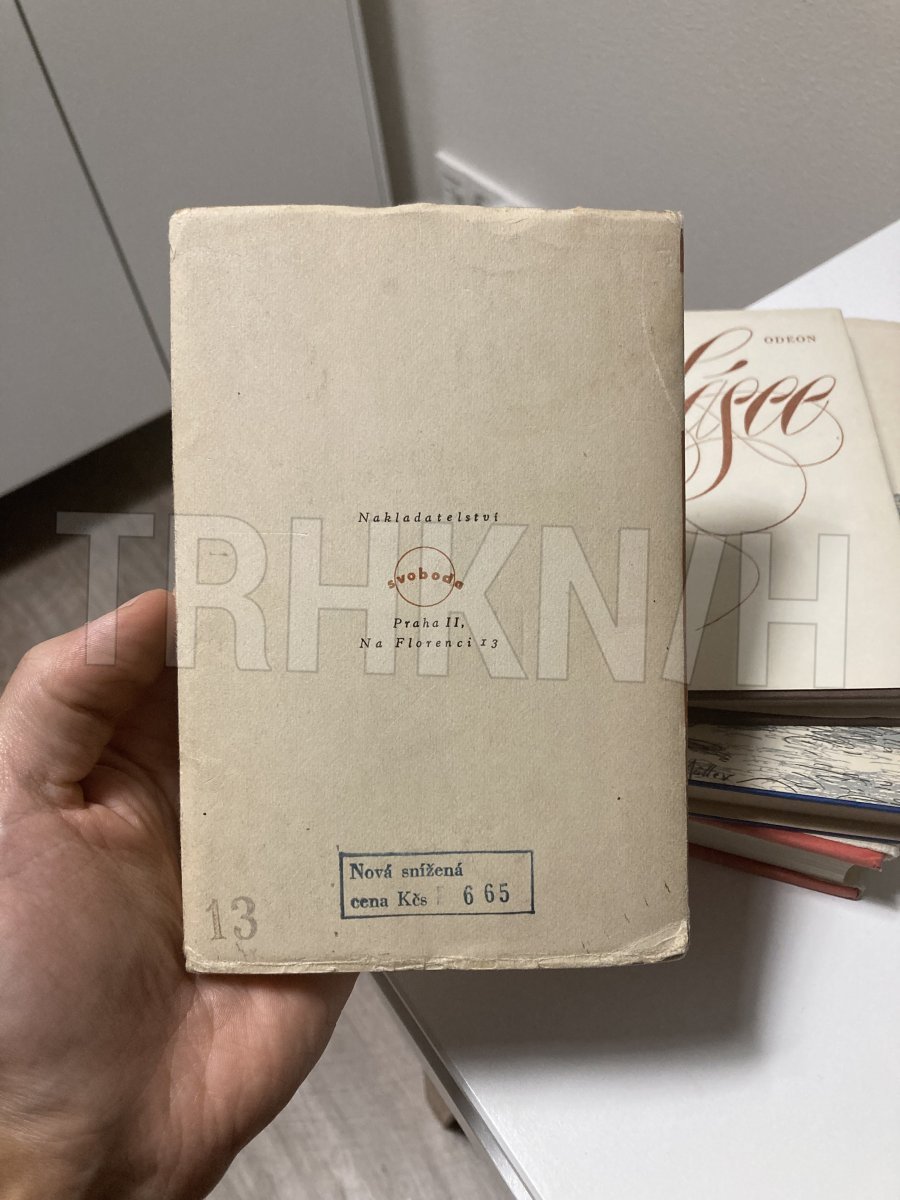 ODEON
Nakladatelství
svoboda
Praha II,
Na Florenci 13
TRHKNIH
Nová snížená
cena Kčs 6 65
13